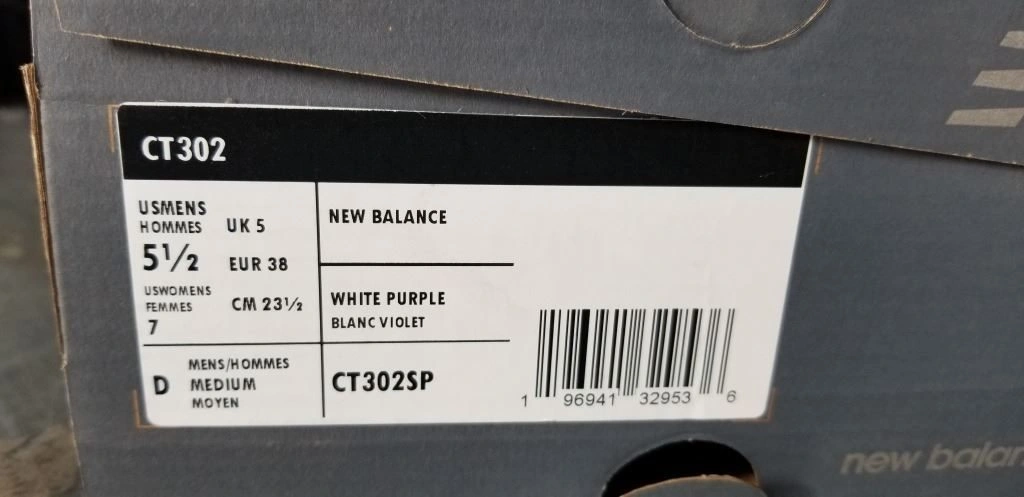 CT302
USMENS
HOMMES
5½
UK 5
EUR 38
USWOMENS
FEMMES
7
CM 23½
NEW BALANCE
WHITE PURPLE
BLANC VIOLET
D
MENS/HOMMES
MEDIUM
MOYEN
CT302SP
1 96941 32953 6
new balan